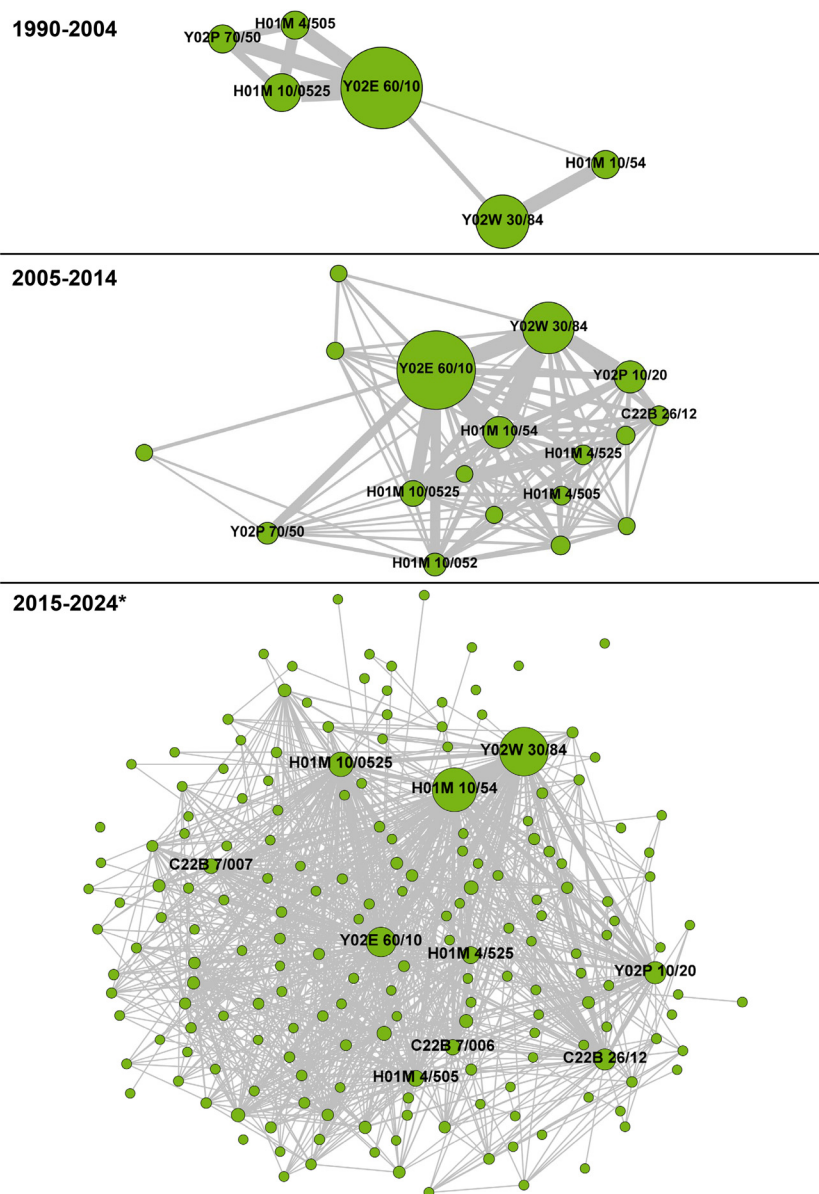 1990-2004
H01M 4/505
Y02P 70/50
Y02E 60/10
H01M 10/0525
H01M 10/54
Y02W 30/84
2005-2014
Y02W 30/84
Y02E 60/10
Y02P 10/20
C22B 26/12
H01M 10/54
H01M 4/525
H01M 10/0525
H01M 4/505
Y02P 70/50
H01M 10/052
2015-2024*
Y02W 30/84
H01M 10/0525
H01M 10/54
C22B 7/007
Y02E 60/10
H01M 4/525
Y02P 10/20
C22B 7/006
C22B 26/12
H01M 4/505